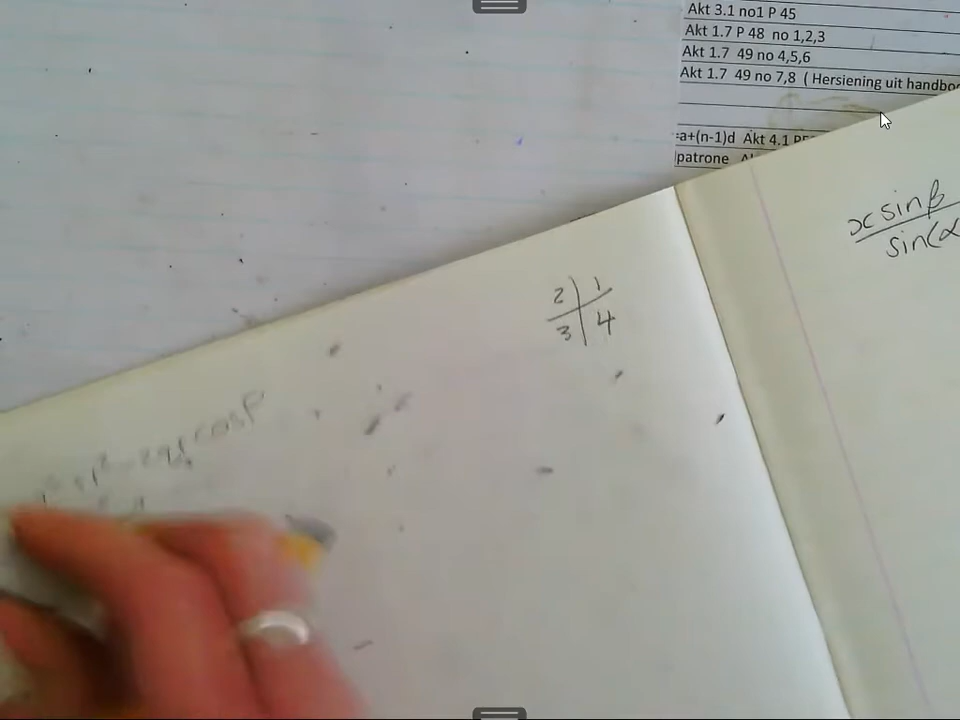 Akt 3.1 no1 P 45
Akt 1.7 P 48 no 1,2,3
Akt 1.7 49 no 4,5,6
Akt 1.7 49 no 7,8 ( Hersiening uit handbo
=a+(n-1)d Akt 4.1
patrone
x sin β
sin(α
2 1
3 4
cos P